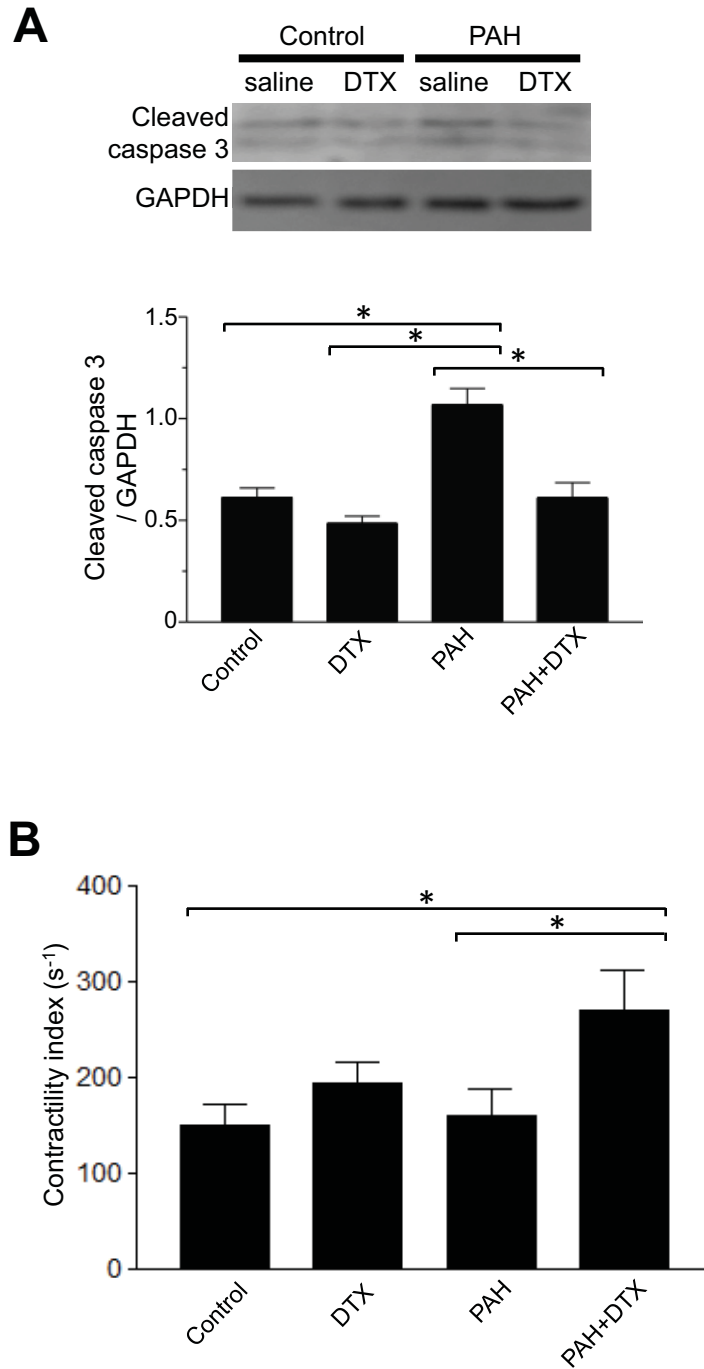 A
Control PAH
saline DTX saline DTX
Cleaved
caspase 3
GAPDH
Cleaved caspase 3
/ GAPDH
1.5
1.0
0.5
0
*
*
*
Control DTX PAH PAH+DTX
B
Contractility index (s⁻¹)
400
300
200
100
0
*
*
Control DTX PAH PAH+DTX